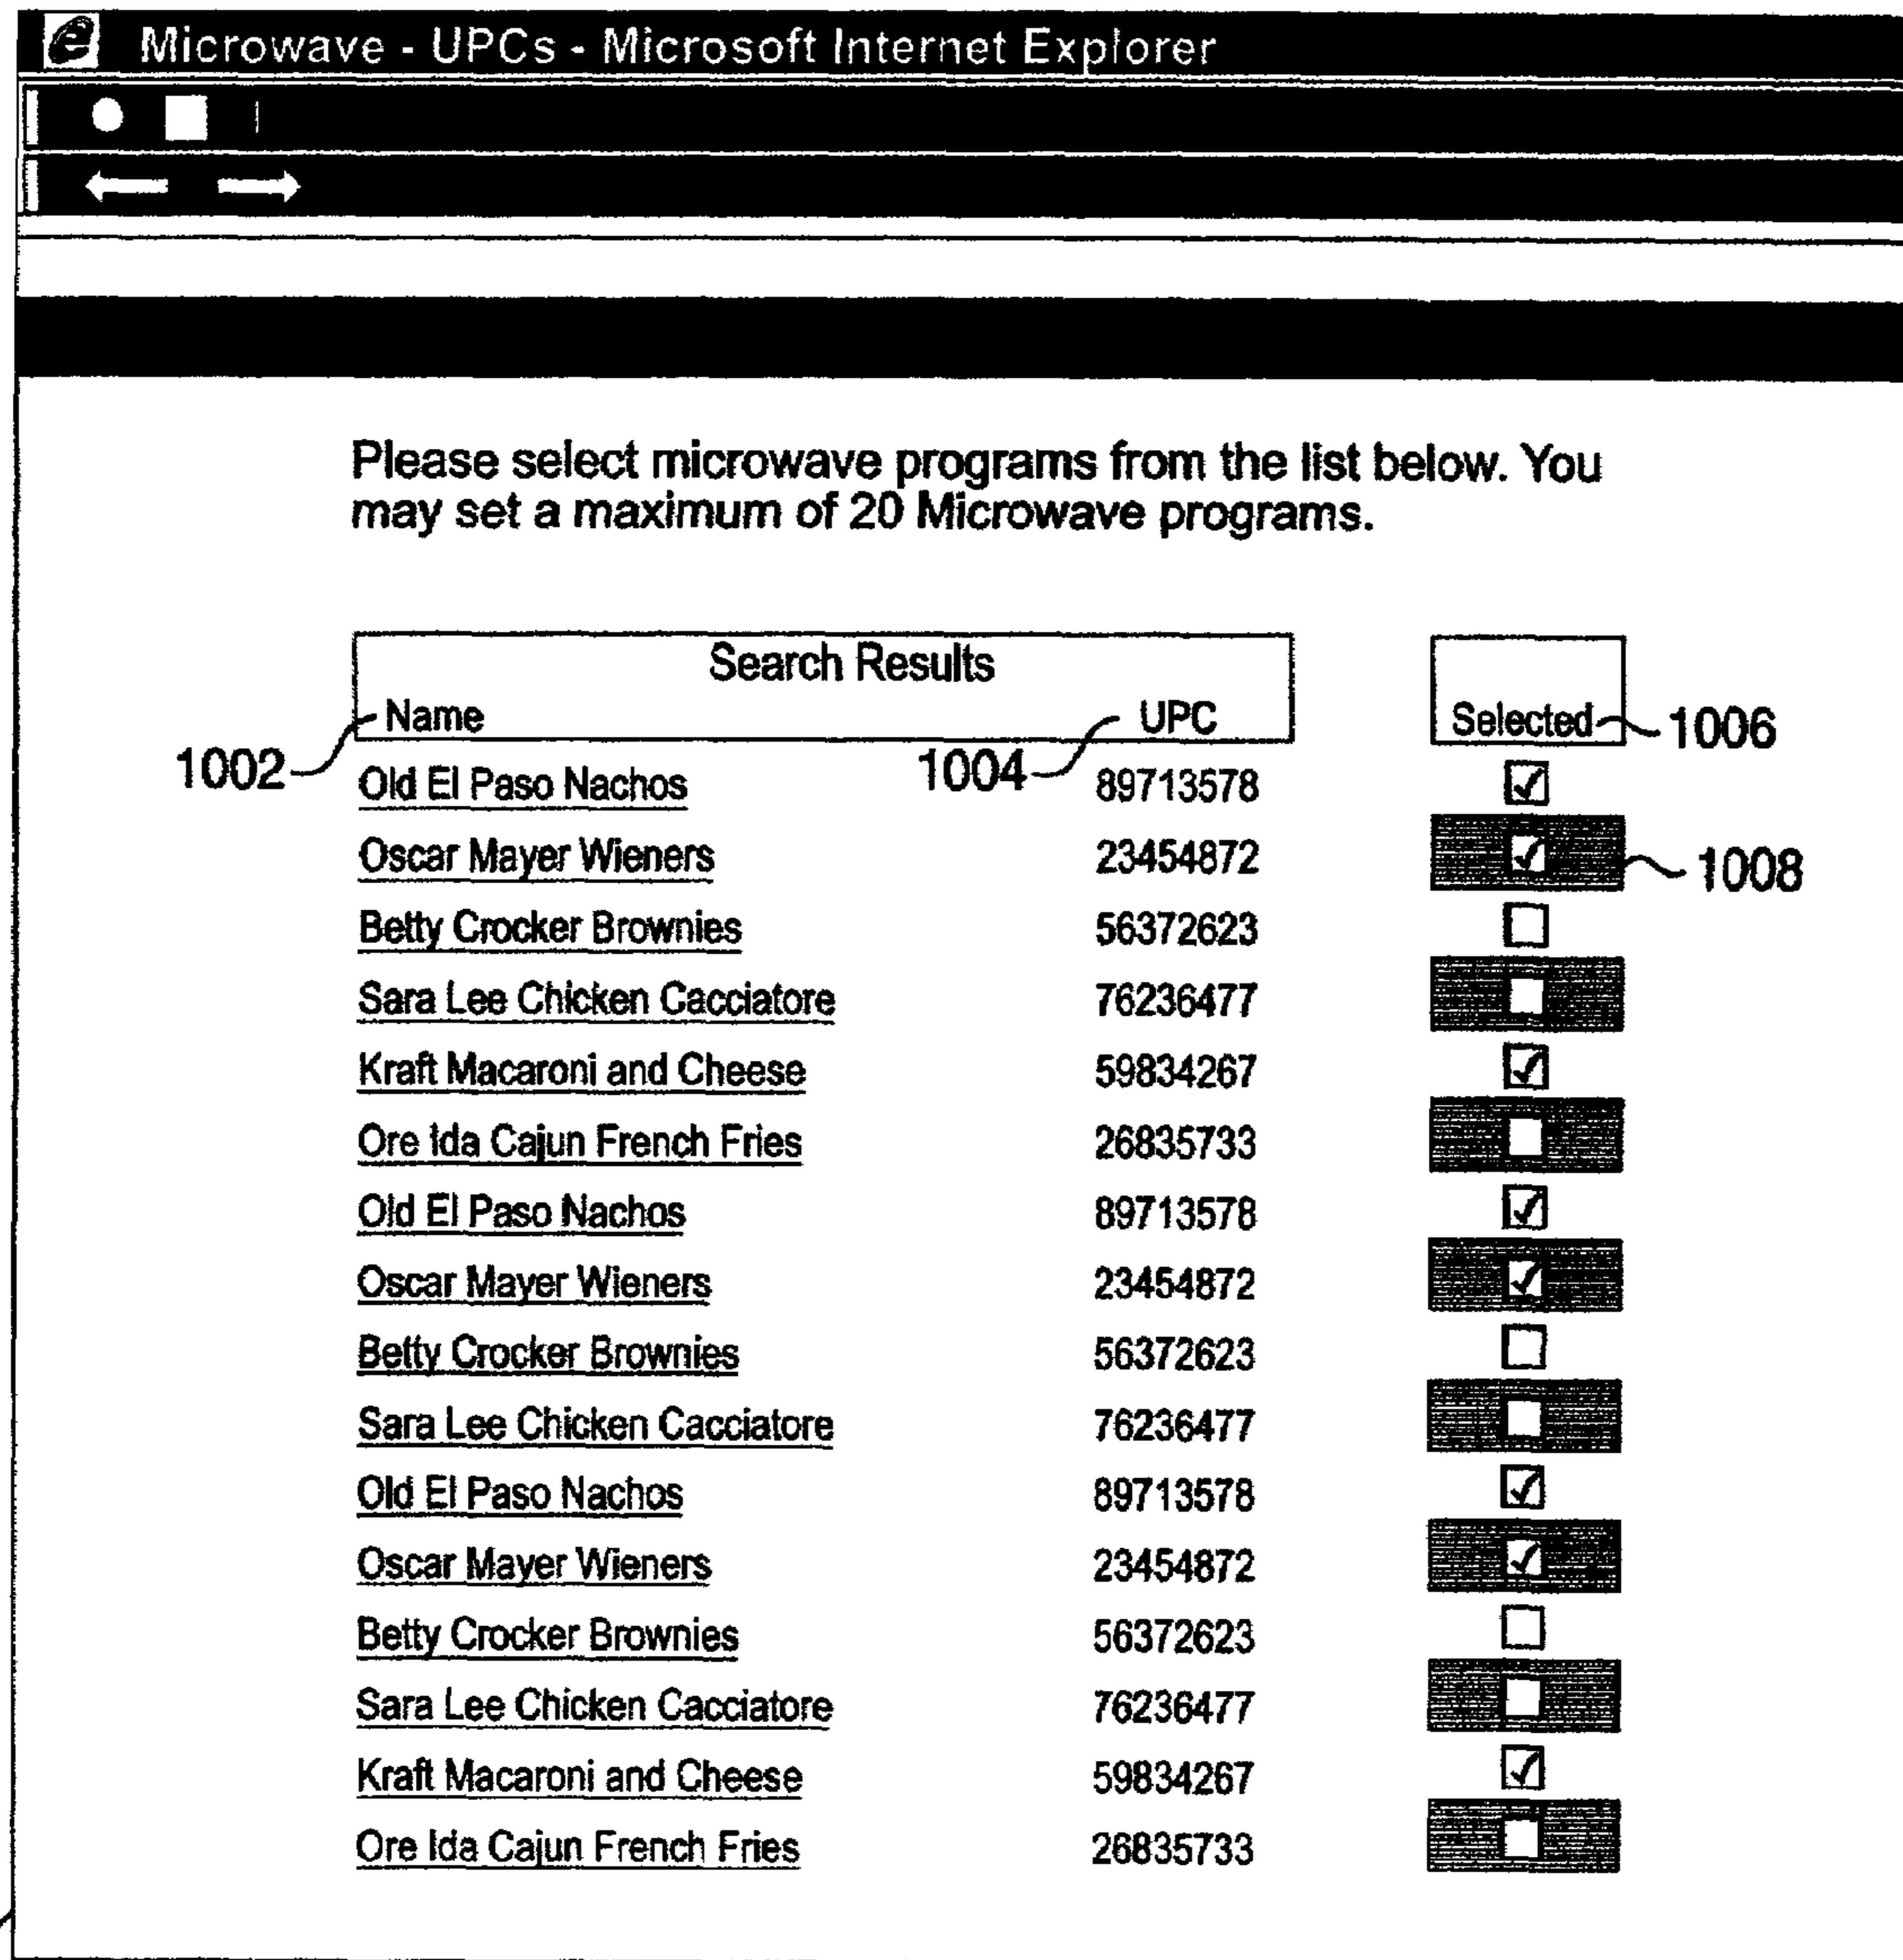 Microwave - UPCs - Microsoft Internet Explorer
Please select microwave programs from the list below. You
may set a maximum of 20 Microwave programs.
Search Results
Name UPC Selected 1006
1002 1004
Old El Paso Nachos 89713578
Oscar Mayer Wieners 23454872 1008
Betty Crocker Brownies 56372623
Sara Lee Chicken Cacciatore 76236477
Kraft Macaroni and Cheese 59834267
Ore Ida Cajun French Fries 26835733
Old El Paso Nachos 89713578
Oscar Mayer Wieners 23454872
Betty Crocker Brownies 56372623
Sara Lee Chicken Cacciatore 76236477
Old El Paso Nachos 89713578
Oscar Mayer Wieners 23454872
Betty Crocker Brownies 56372623
Sara Lee Chicken Cacciatore 76236477
Kraft Macaroni and Cheese 59834267
Ore Ida Cajun French Fries 26835733